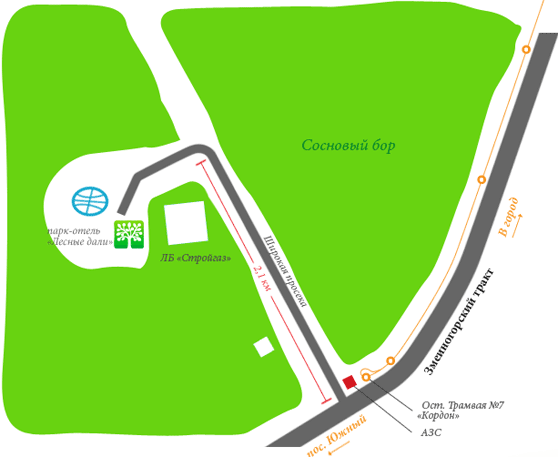 Сосновый бор
В город
парк-отель
«Лесные дали»
ЛБ «Стройгаз»
Широкая просека
2,1 км
Змеиногорский тракт
Ост. Трамвая №7
«Кордон»
АЗС
пос. Южный